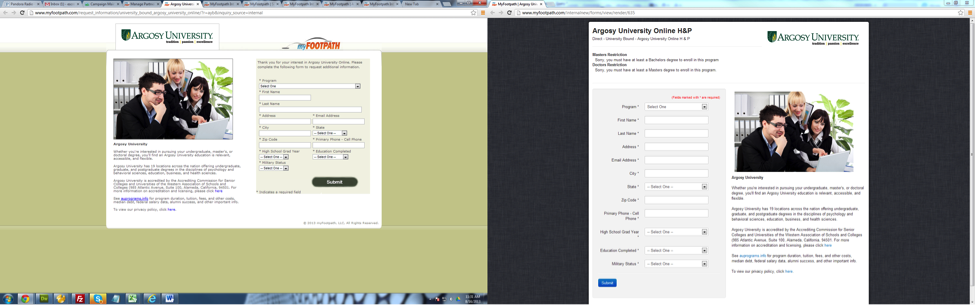 www.myfootpath.com/request_information/university_bound_argosy_university_online/?i=aptx&inquiry_source=internal
ARGOSY UNIVERSITY
tradition. passion. excellence.
myFOOTPATH
Thank you for your interest in Argosy University Online. Please
complete the following form to request additional information.
* Program
Select One
* First Name
* Last Name
* Address * Email Address
* City * State
-- Select One --
* Zip Code * Primary Phone - Cell Phone
* High School Grad Year * Education Completed
-- Select One -- -- Select One --
* Military Status
-- Select One --
Submit
* Indicates a required field
Argosy University
Whether you're interested in pursuing your undergraduate, master's, or
doctoral degree, you'll find an Argosy University education is relevant,
accessible, and flexible.
Argosy University has 19 locations across the nation offering undergraduate,
graduate, and postgraduate degrees in the disciplines of psychology and
behavioral sciences, education, business, and health sciences.
Argosy University is accredited by the Accrediting Commission for Senior
Colleges and Universities of the Western Association of Schools and Colleges
(985 Atlantic Avenue, Suite 100, Alameda, California, 94501). For more
information on accreditation and licensing, please click here
See auprograms.info for program duration, tuition, fees, and other costs,
median debt, federal salary data, alumni success, and other important info.
To view our privacy policy, click here.
MyFootpath, LLC. All Rights Reserved.
MyFootpath | Argosy
www.myfootpath.com/internalnew/forms/view/vendor/625
Argosy University Online H&P
Direct - University Bound - Argosy University Online H & P
ARGOSY UNIVERSITY
tradition. passion. excellence.
Masters Restriction
Sorry, you must have at least a Bachelors degree to enroll in this program
Doctors Restriction
Sorry, you must have at least a Masters degree to enroll in this program.
(Fields marked with * are required)
Program * Select One
First Name *
Last Name *
Address *
Email Address
*
City *
State * -- Select One --
Zip Code *
Primary Phone - Cell
Phone *
High School Grad Year -- Select One --
*
Education Completed -- Select One --
*
Military Status * -- Select One --
Submit
Argosy University
Whether you're interested in pursuing your undergraduate, master's, or doctoral
degree, you'll find an Argosy University education is relevant, accessible, and
flexible.
Argosy University has 19 locations across the nation offering undergraduate,
graduate, and postgraduate degrees in the disciplines of psychology and
behavioral sciences, education, business, and health sciences.
Argosy University is accredited by the Accrediting Commission for Senior
Colleges and Universities of the Western Association of Schools and Colleges
(985 Atlantic Avenue, Suite 100, Alameda, California, 94501). For more
information on accreditation and licensing, please click here
See auprograms.info for program duration, tuition, fees, and other costs,
median debt, federal salary data, alumni success, and other important info.
To view our privacy policy, click here.